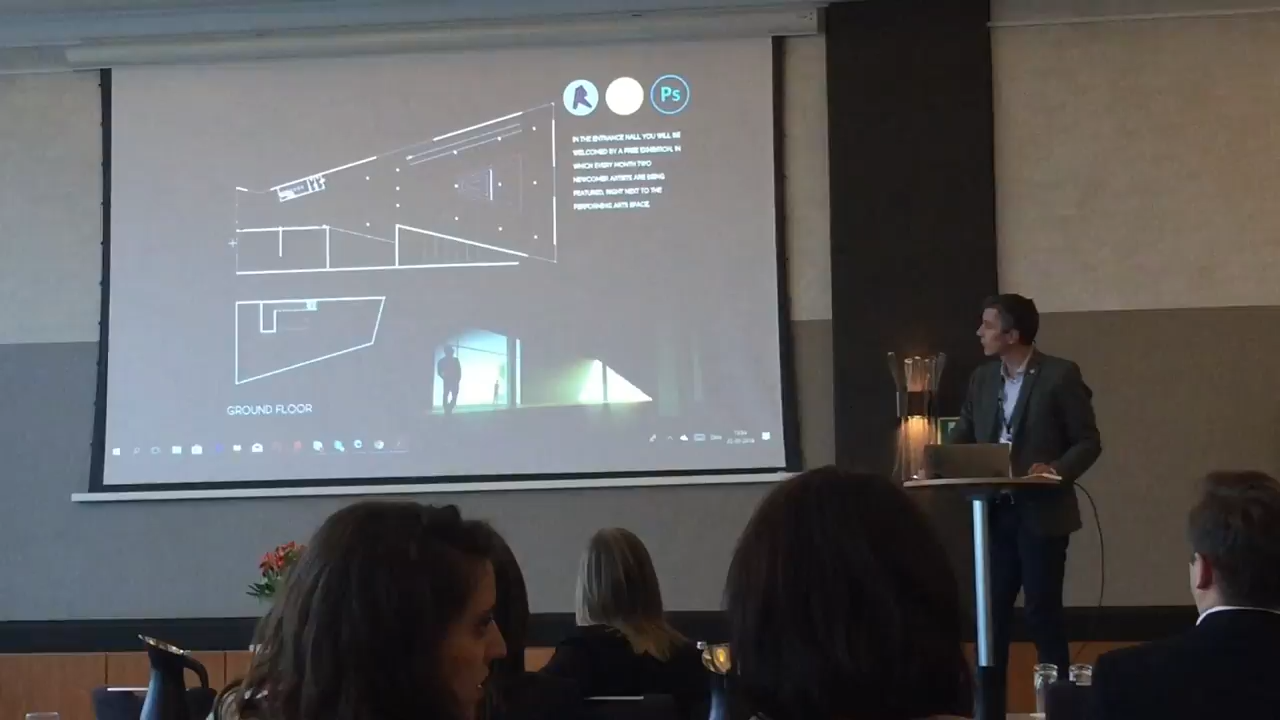 Ps
IN THE ENTRANCE HALL YOU WILL BE
WELCOMED BY A FREE EXHIBITION, IN
WHICH EVERY MONTH TWO
NEWCOMER ARTISTS ARE BEING
FEATURED, RIGHT NEXT TO THE
PERFORMING ARTS SPACE.
GROUND FLOOR